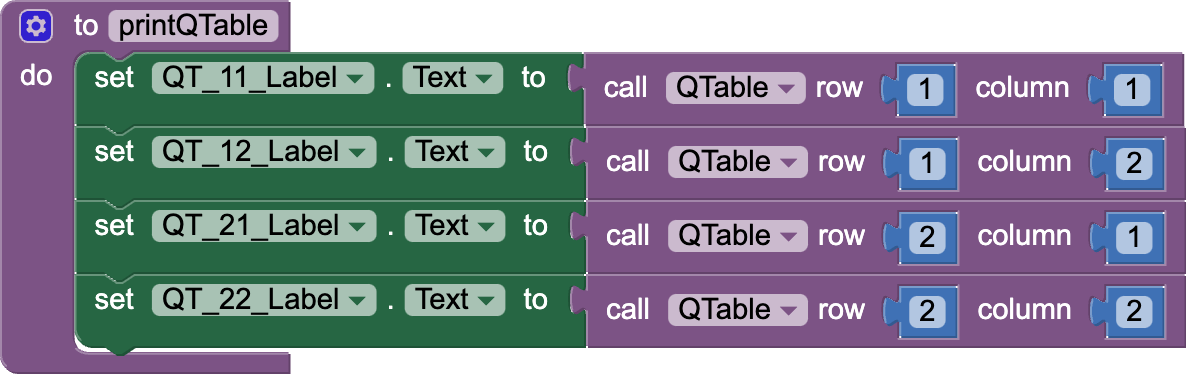 to printQTable
do set QT_11_Label . Text to call QTable row 1 column 1
set QT_12_Label . Text to call QTable row 1 column 2
set QT_21_Label . Text to call QTable row 2 column 1
set QT_22_Label . Text to call QTable row 2 column 2